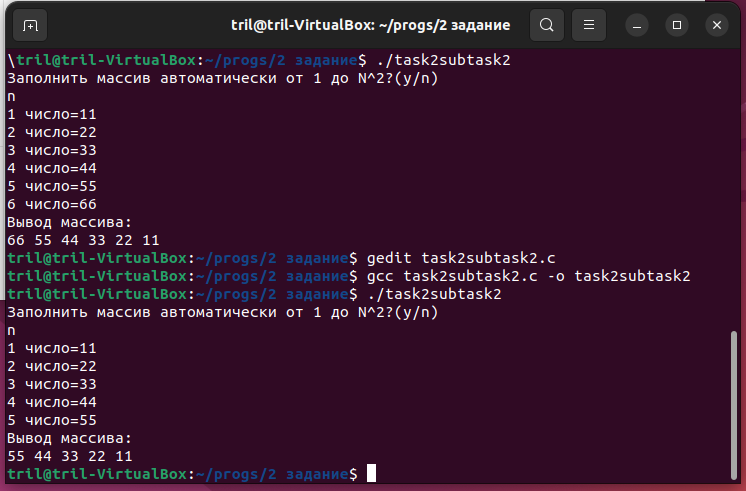 tril@tril-VirtualBox: ~/progs/2 задание
\tril@tril-VirtualBox:~/progs/2 задание$ ./task2subtask2
Заполнить массив автоматически от 1 до N^2?(y/n)
n
1 число=11
2 число=22
3 число=33
4 число=44
5 число=55
6 число=66
Вывод массива:
66 55 44 33 22 11
tril@tril-VirtualBox:~/progs/2 задание$ gedit task2subtask2.c
tril@tril-VirtualBox:~/progs/2 задание$ gcc task2subtask2.c -o task2subtask2
tril@tril-VirtualBox:~/progs/2 задание$ ./task2subtask2
Заполнить массив автоматически от 1 до N^2?(y/n)
n
1 число=11
2 число=22
3 число=33
4 число=44
5 число=55
Вывод массива:
55 44 33 22 11
tril@tril-VirtualBox:~/progs/2 задание$